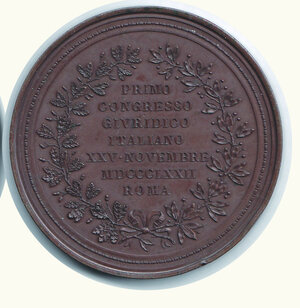 PRIMO
CONGRESSO
GIVRIDICO
ITALIANO
XXV·NOVEMBRE
MDCCCLXXII
ROMA